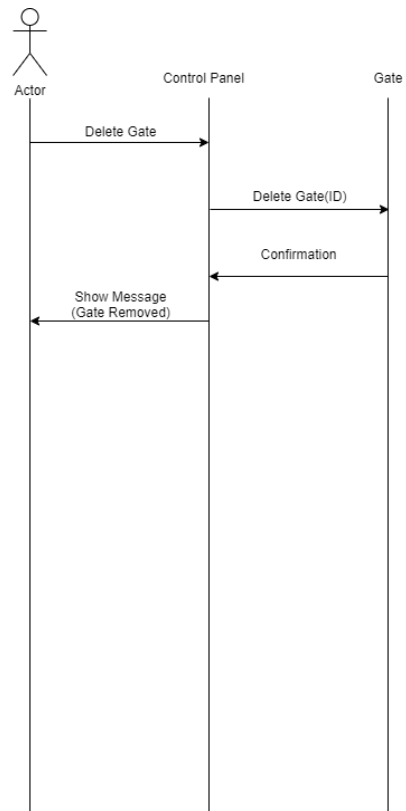 Actor
Control Panel
Gate
Delete Gate
Delete Gate(ID)
Confirmation
Show Message
(Gate Removed)